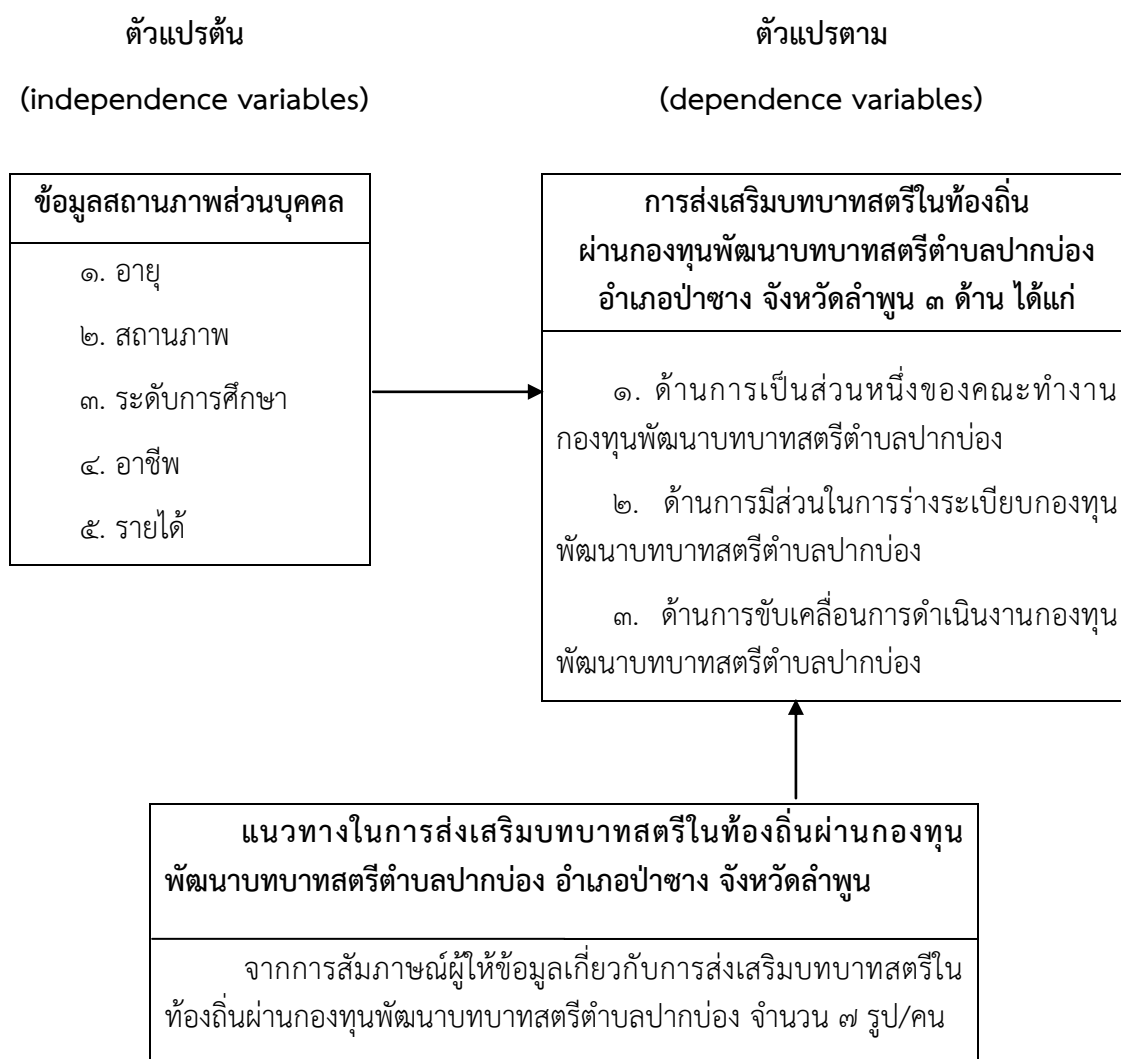 ตัวแปรต้น
(independence variables)
ตัวแปรตาม
(dependence variables)
ข้อมูลสถานภาพส่วนบุคคล
๑. อายุ
๒. สถานภาพ
๓. ระดับการศึกษา
๔. อาชีพ
๕. รายได้
การส่งเสริมบทบาทสตรีในท้องถิ่น
ผ่านกองทุนพัฒนาบทบาทสตรีตำบลปากบ่อง
อำเภอป่าซาง จังหวัดลำพูน ๓ ด้าน ได้แก่
๑. ด้านการเป็นส่วนหนึ่งของคณะทำงาน
กองทุนพัฒนาบทบาทสตรีตำบลปากบ่อง
๒. ด้านการมีส่วนในการร่างระเบียบกองทุน
พัฒนาบทบาทสตรีตำบลปากบ่อง
๓. ด้านการขับเคลื่อนการดำเนินงานกองทุน
พัฒนาบทบาทสตรีตำบลปากบ่อง
แนวทางในการส่งเสริมบทบาทสตรีในท้องถิ่นผ่านกองทุน
พัฒนาบทบาทสตรีตำบลปากบ่อง อำเภอป่าซาง จังหวัดลำพูน
จากการสัมภาษณ์ผู้ให้ข้อมูลเกี่ยวกับการส่งเสริมบทบาทสตรีใน
ท้องถิ่นผ่านกองทุนพัฒนาบทบาทสตรีตำบลปากบ่อง จำนวน ๗ รูป/คน